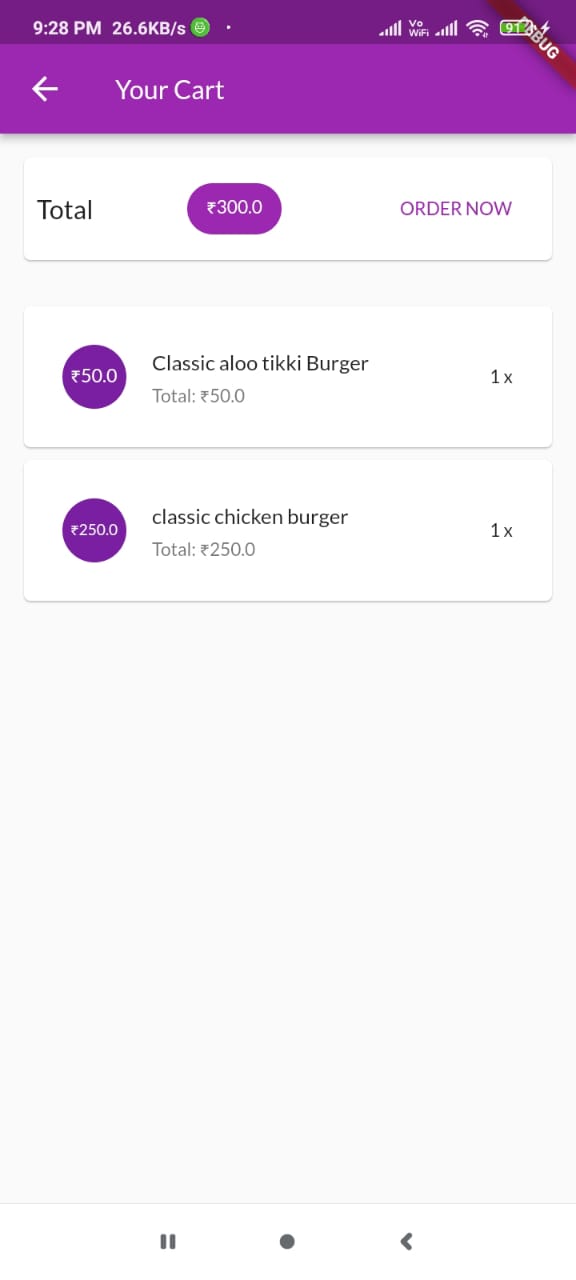 9:28 PM 26.6KB/s
Vo
WiFi
91
DEBUG
Your Cart
Total
₹300.0
ORDER NOW
₹50.0
Classic aloo tikki Burger
Total: ₹50.0
1 x
₹250.0
classic chicken burger
Total: ₹250.0
1 x